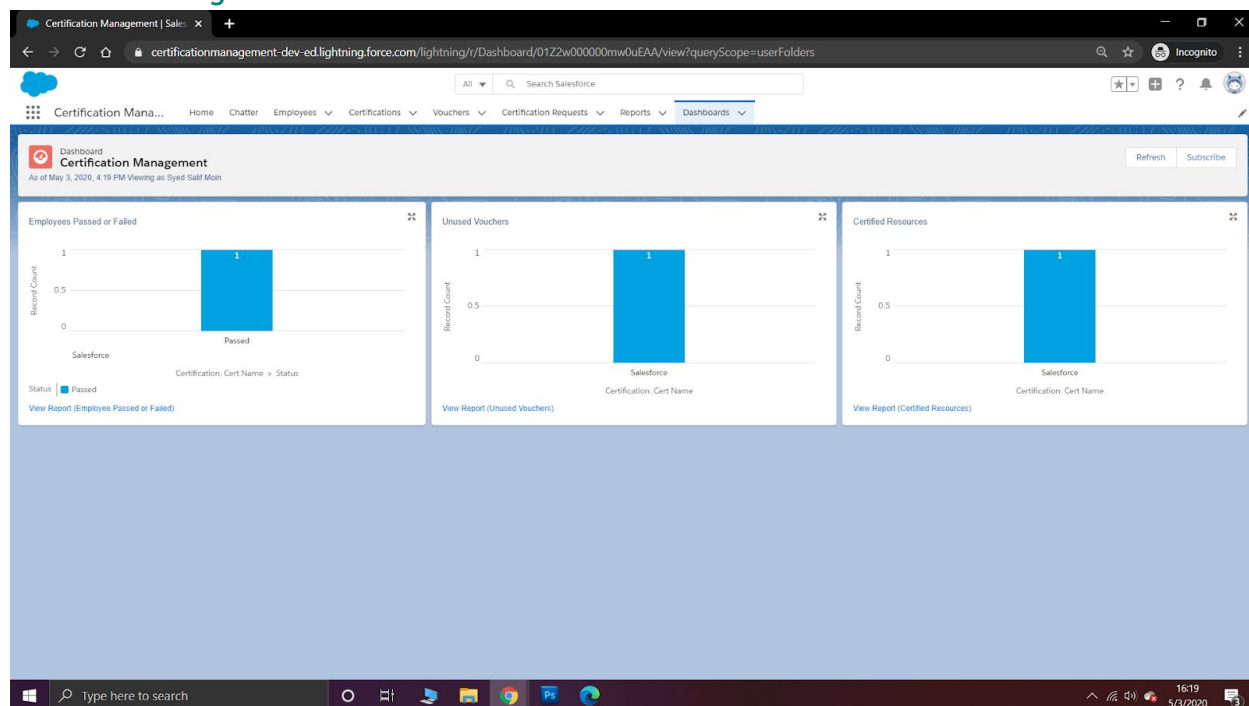 Certification Management | Sales
certificationmanagement-dev-ed.lightning.force.com/lightning/r/Dashboard/01Z2w000000mw0uEAA/view?queryScope=userFolders
Incognito
All
Search Salesforce
Certification Mana...
Home Chatter Employees Certifications Vouchers Certification Requests Reports Dashboards
Dashboard
Certification Management
As of May 3, 2020, 4:19 PM·Viewing as Syed Salif Moin
Refresh Subscribe
Employees Passed or Failed
1
0.5
0
Record Count
1
Passed
Salesforce
Certification: Cert Name > Status
Status Passed
View Report (Employee Passed or Failed)
Unused Vouchers
1
0.5
0
Record Count
1
Salesforce
Certification: Cert Name
View Report (Unused Vouchers)
Certified Resources
1
0.5
0
Record Count
1
Salesforce
Certification: Cert Name
View Report (Certified Resources)
Type here to search
Ps
16:19
5/3/2020
3